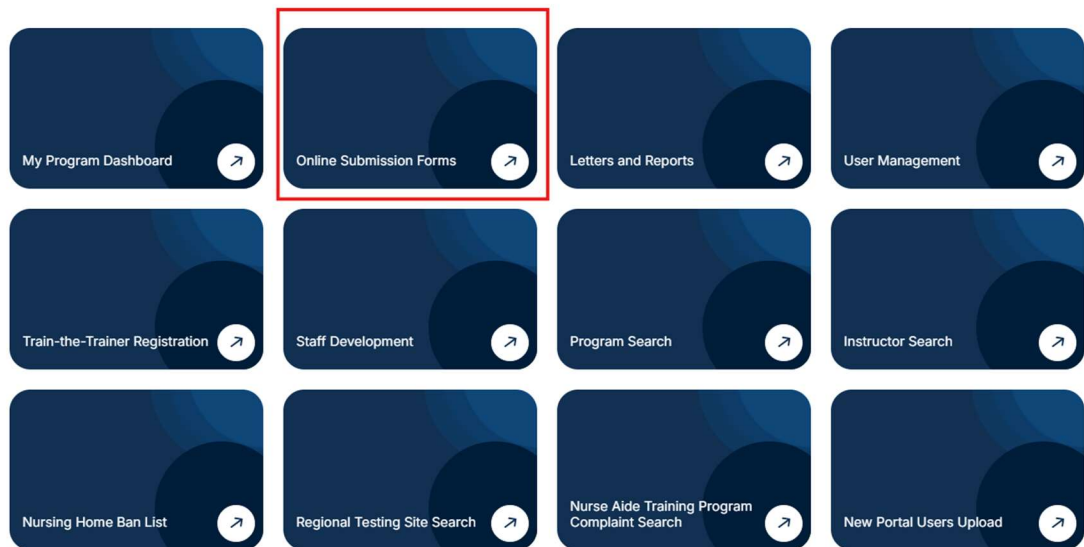 My Program Dashboard
Online Submission Forms
Letters and Reports
User Management
Train-the-Trainer Registration
Staff Development
Program Search
Instructor Search
Nursing Home Ban List
Regional Testing Site Search
Nurse Aide Training Program
Complaint Search
New Portal Users Upload